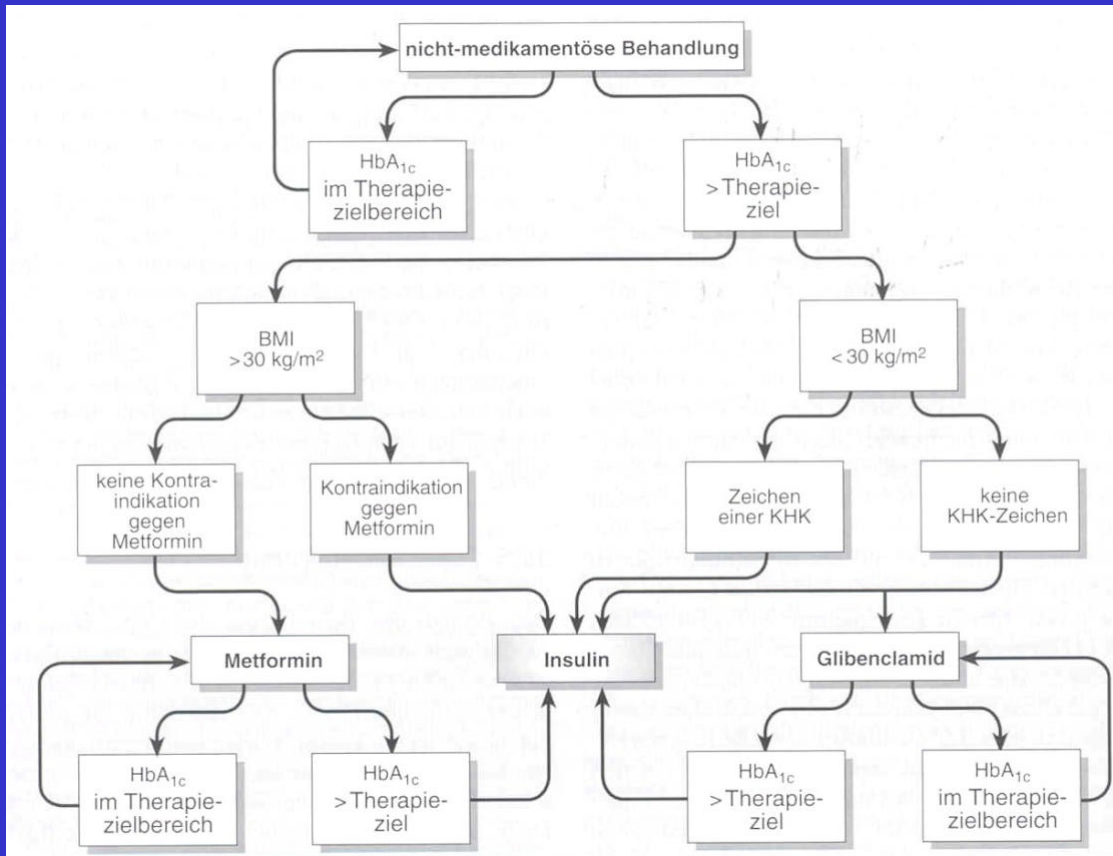 nicht-medikamentöse Behandlung
HbA1c
im Therapie-
zielbereich
HbA1c
> Therapie-
ziel
BMI
>30 kg/m²
BMI
<30 kg/m²
keine Kontra-
indikation
gegen
Metformin
Kontraindikation
gegen
Metformin
Zeichen
einer KHK
keine
KHK-Zeichen
Metformin
Insulin
Glibenclamid
HbA1c
im Therapie-
zielbereich
HbA1c
> Therapie-
ziel
HbA1c
> Therapie-
ziel
HbA1c
im Therapie-
zielbereich